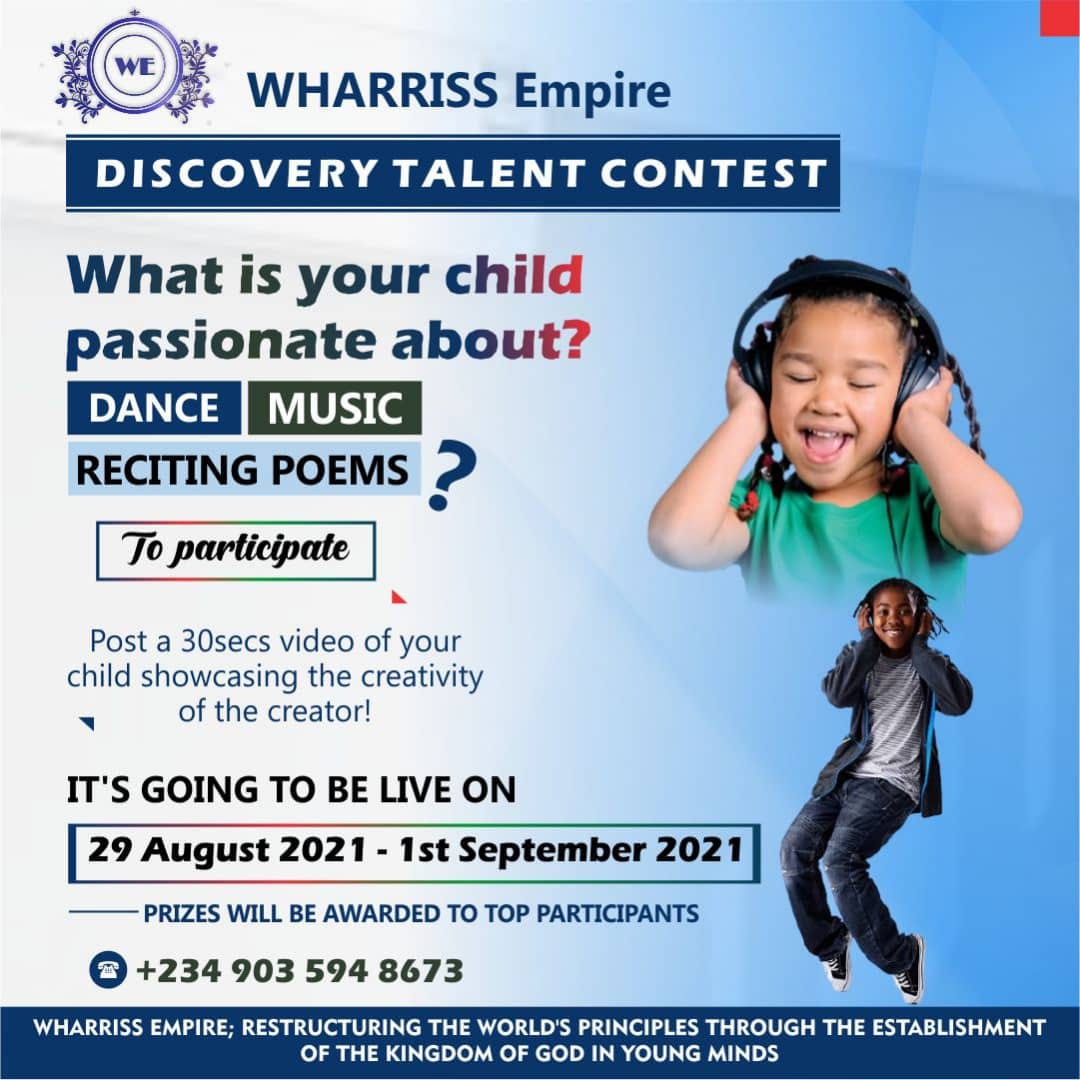 WE
WHARRISS Empire
DISCOVERY TALENT CONTEST
What is your child
passionate about?
DANCE MUSIC
RECITING POEMS ?
To participate
Post a 30secs video of your
child showcasing the creativity
of the creator!
IT'S GOING TO BE LIVE ON
29 August 2021 - 1st September 2021
PRIZES WILL BE AWARDED TO TOP PARTICIPANTS
+234 903 594 8673
WHARRISS EMPIRE; RESTRUCTURING THE WORLD'S PRINCIPLES THROUGH THE ESTABLISHMENT
OF THE KINGDOM OF GOD IN YOUNG MINDS